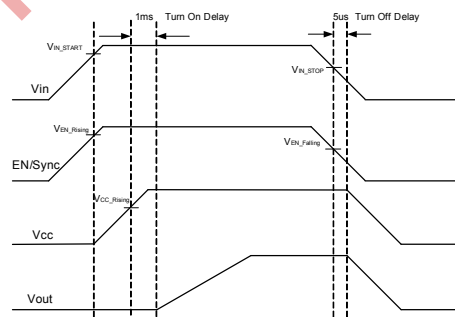 1ms Turn On Delay
5us Turn Off Delay
VIN_START
VIN_STOP
Vin
VEN_Rising
VEN_Falling
EN/Sync
VCC_Rising
Vcc
Vout